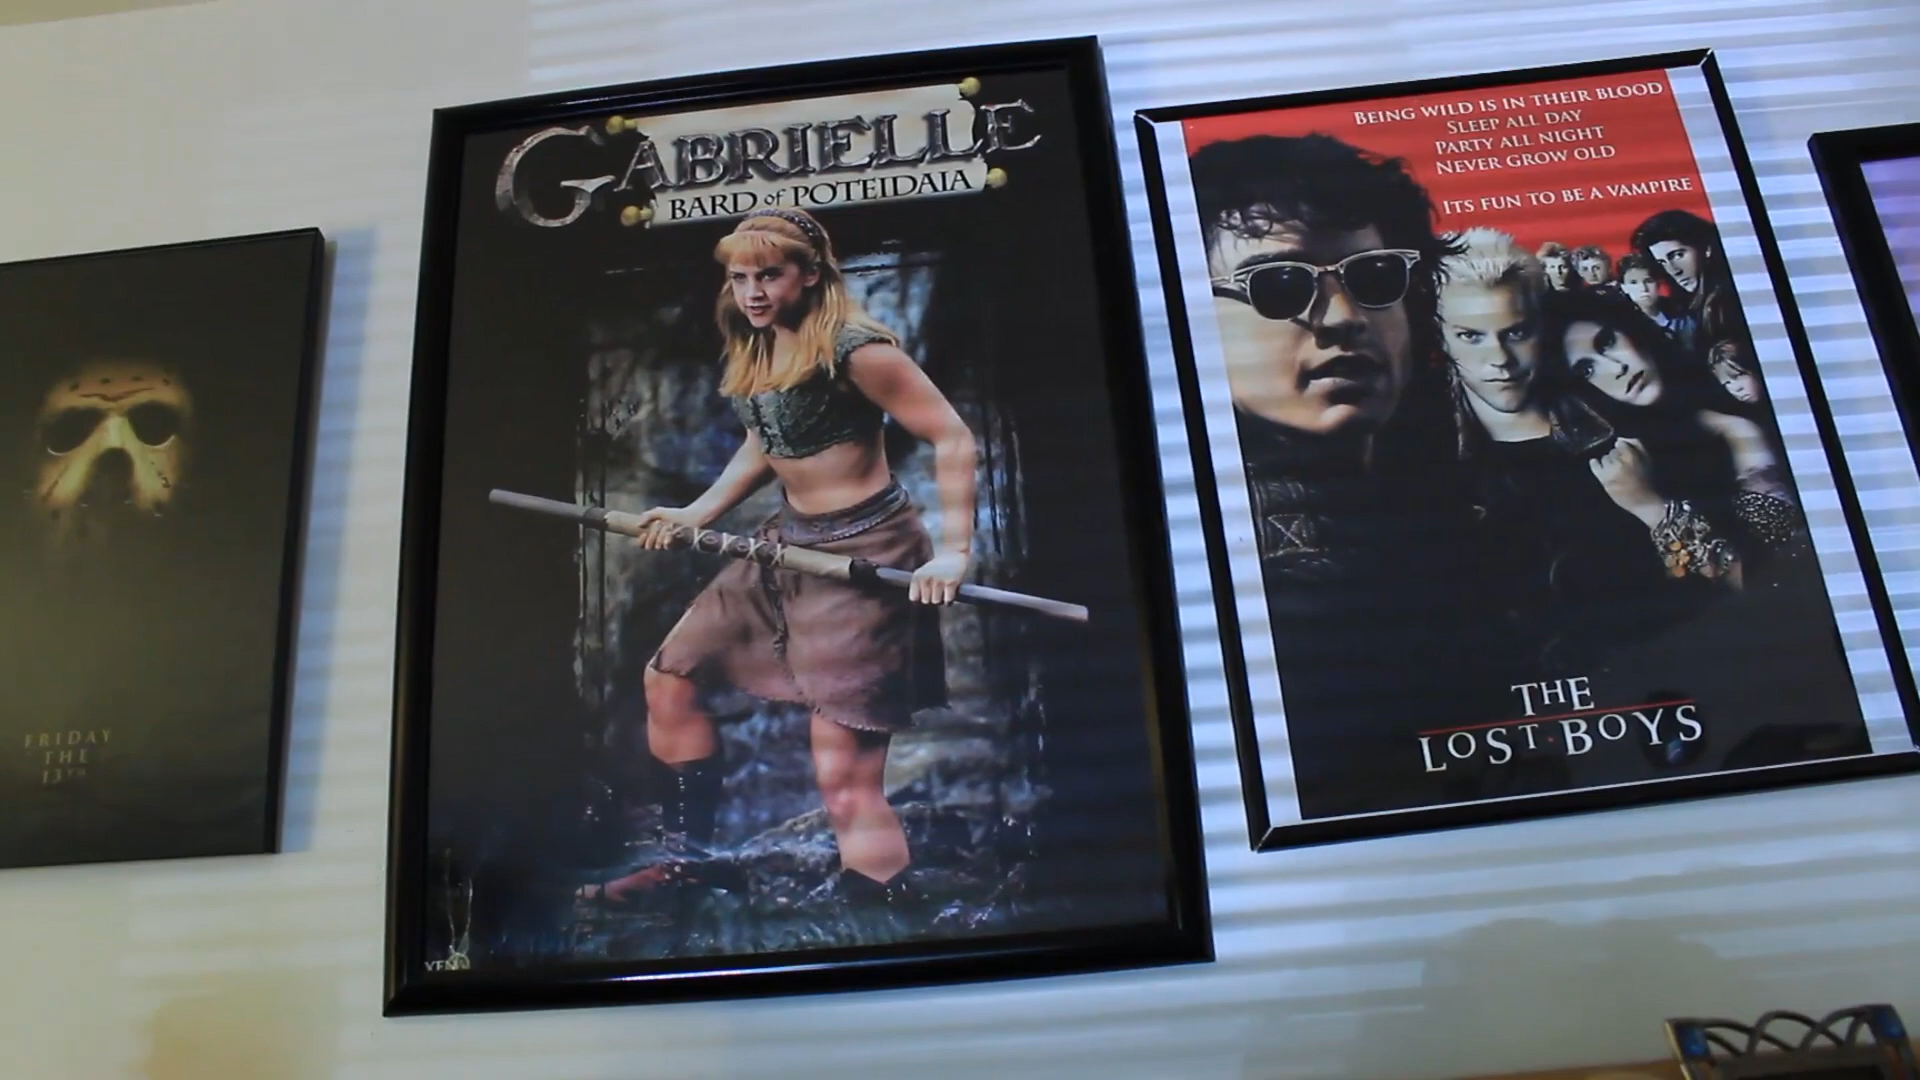 FRIDAY
THE
13TH
GABRIELLE
BARD of POTEIDAIA
XENA
BEING WILD IS IN THEIR BLOOD
SLEEP ALL DAY
PARTY ALL NIGHT
NEVER GROW OLD
ITS FUN TO BE A VAMPIRE
THE
LOST BOYS